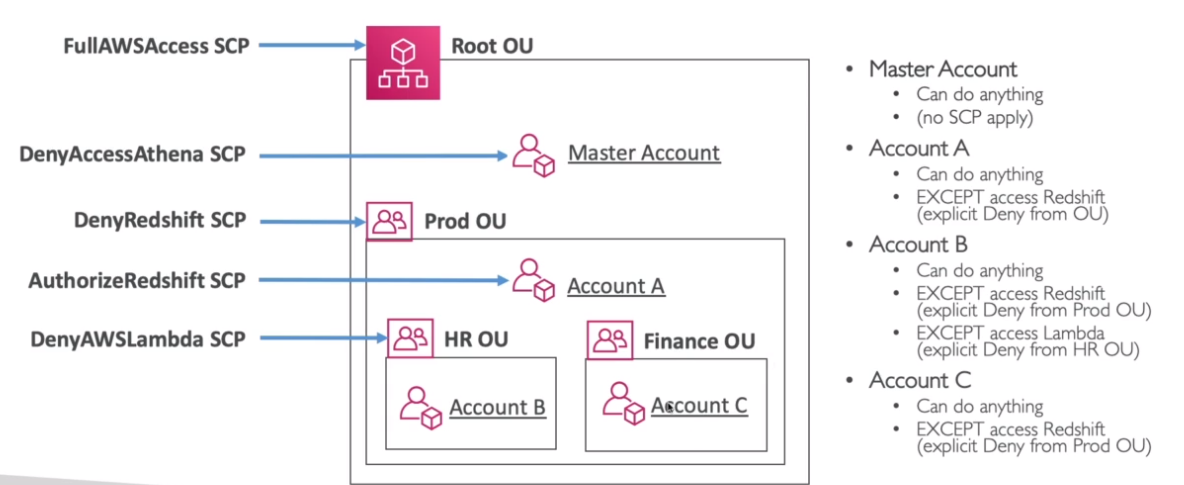 FullAWSAccess SCP
Root OU
DenyAccessAthena SCP
Master Account
DenyRedshift SCP
Prod OU
AuthorizeRedshift SCP
Account A
DenyAWSLambda SCP
HR OU
Finance OU
Account B
Account C
• Master Account
• Can do anything
• (no SCP apply)
• Account A
• Can do anything
• EXCEPT access Redshift
(explicit Deny from OU)
• Account B
• Can do anything
• EXCEPT access Redshift
(explicit Deny from Prod OU)
• EXCEPT access Lambda
(explicit Deny from HR OU)
• Account C
• Can do anything
• EXCEPT access Redshift
(explicit Deny from Prod OU)